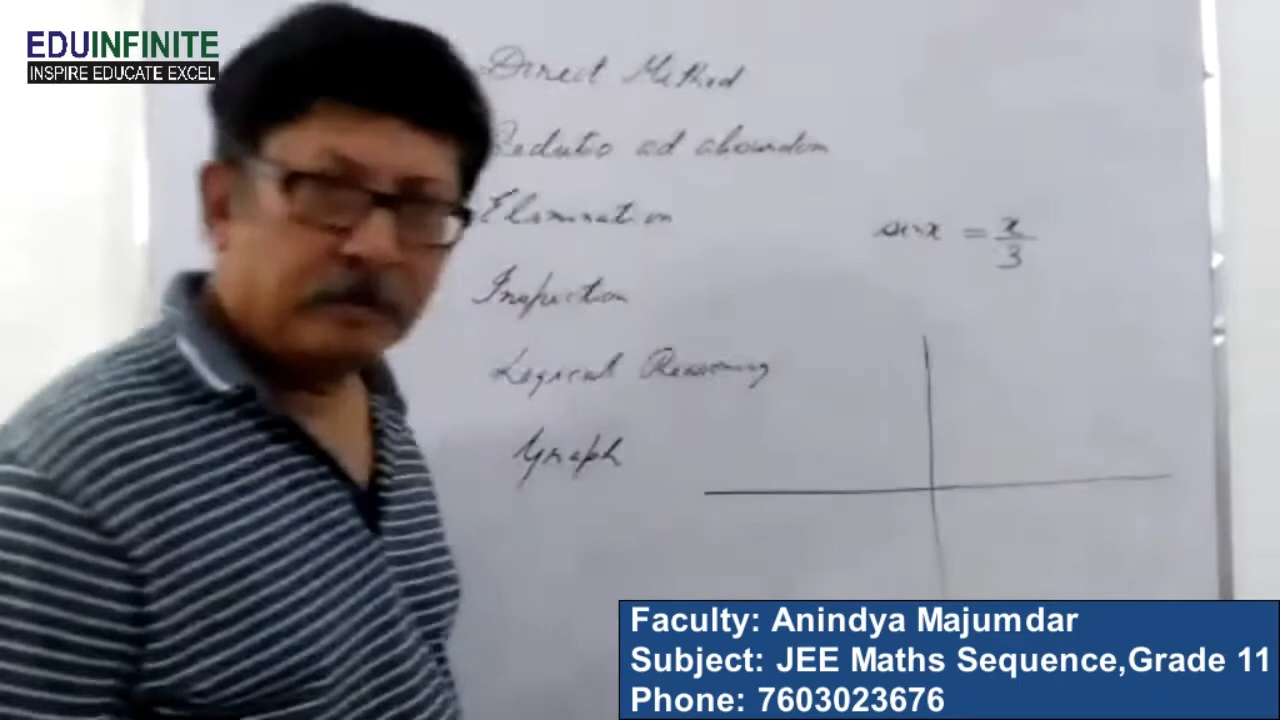 EDUINFINITE
INSPIRE EDUCATE EXCEL
Direct Method
Redutio ad absurdum
Elimination
sin x = x/3
Inspection
Logical Reasoning
Graph
Faculty: Anindya Majumdar
Subject: JEE Maths Sequence,Grade 11
Phone: 7603023676